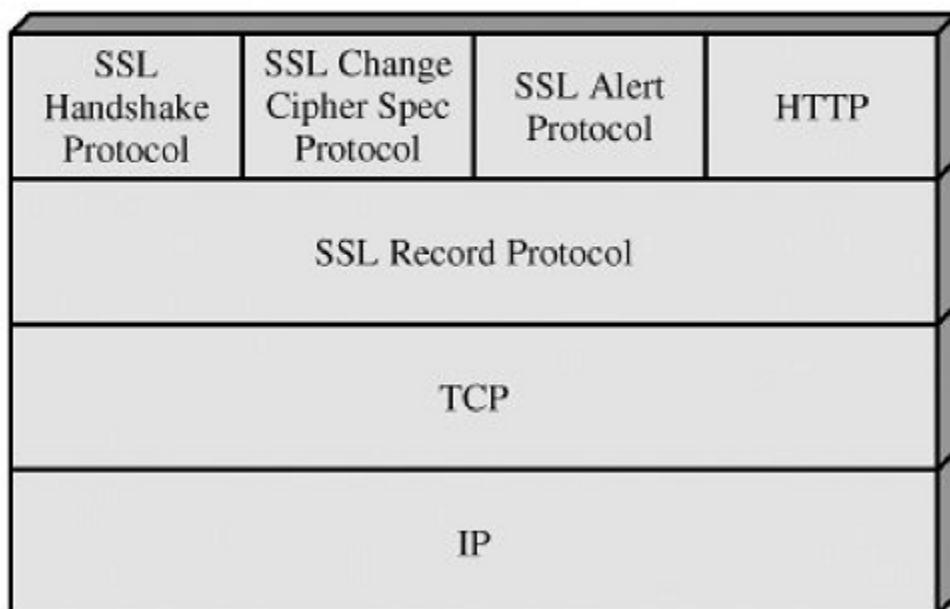 SSL
Handshake
Protocol
SSL Change
Cipher Spec
Protocol
SSL Alert
Protocol
HTTP
SSL Record Protocol
TCP
IP